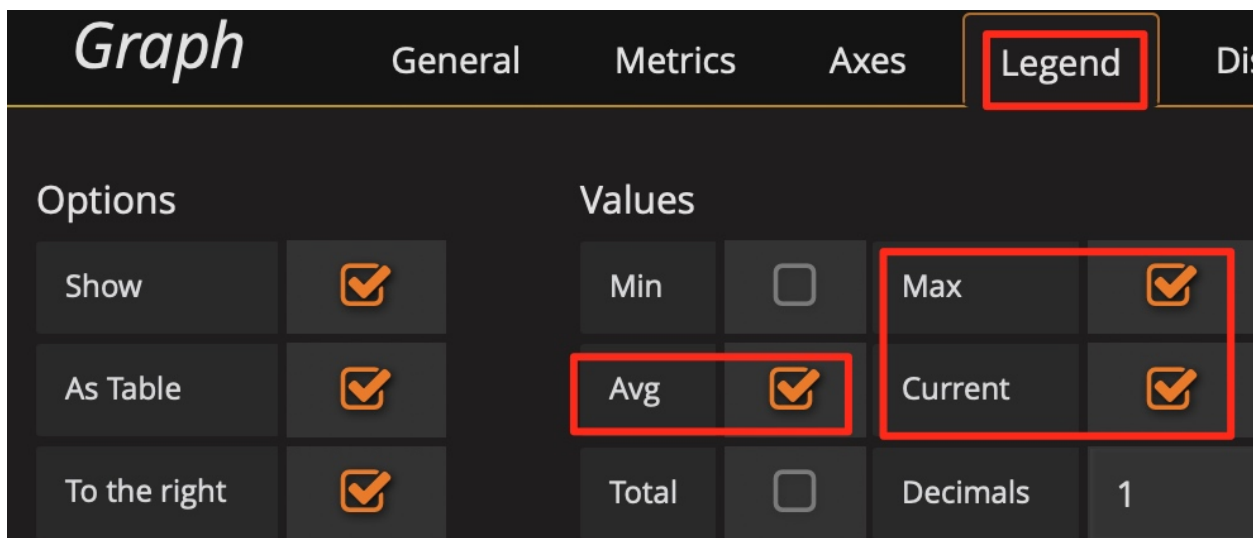 Graph General Metrics Axes Legend Dis
Options Values
Show Min Max
As Table Avg Current
To the right Total Decimals 1